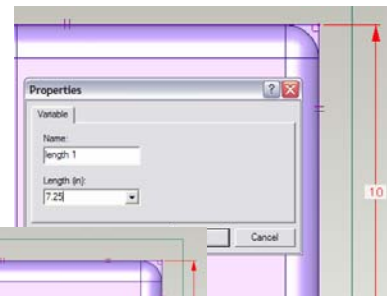 Properties
Variable
Name:
length 1
Length (in):
7.25
Cancel
10